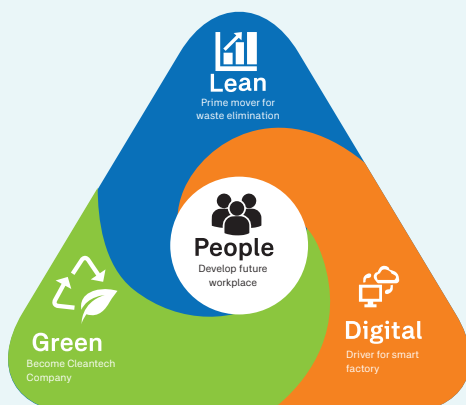 Lean
Prime mover for
waste elimination
People
Develop future
workplace
Green
Become Cleantech
Company
Digital
Driver for smart
factory